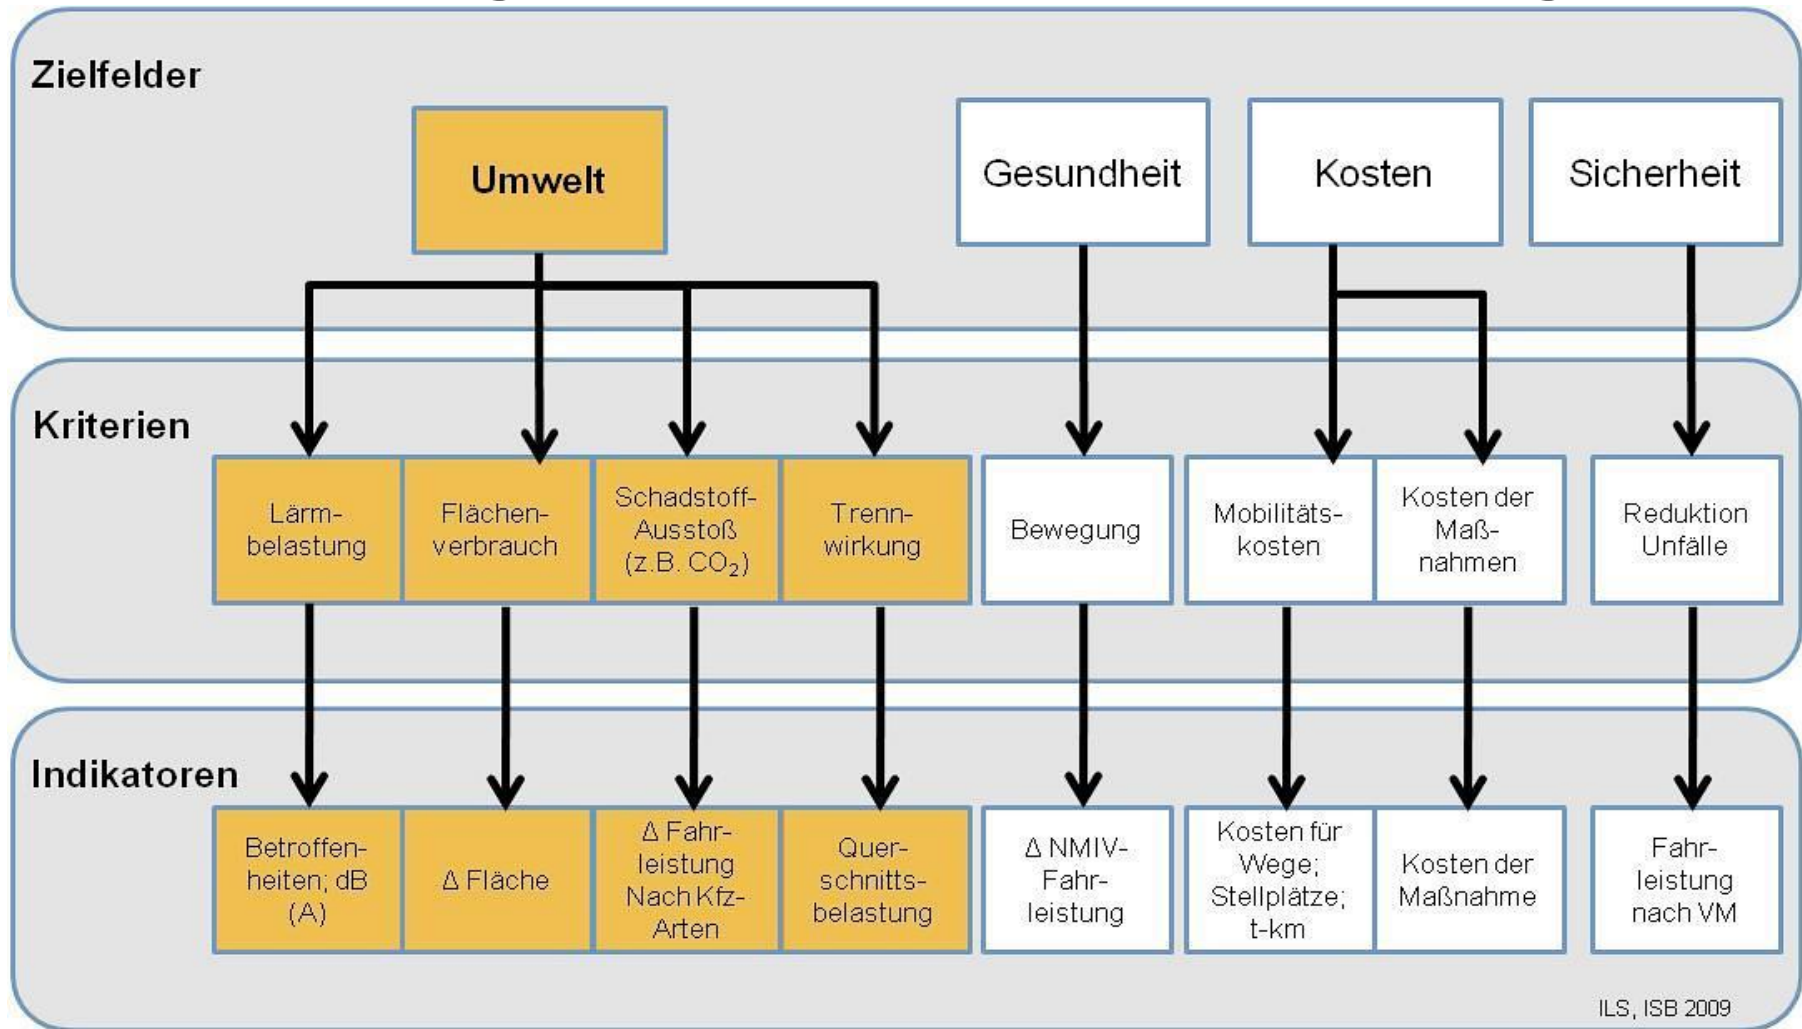 Zielfelder
Umwelt
Gesundheit
Kosten
Sicherheit
Kriterien
Lärm-
belastung
Flächen-
verbrauch
Schadstoff-
Ausstoß
(z.B. CO₂)
Trenn-
wirkung
Bewegung
Mobilitäts-
kosten
Kosten der
Maß-
nahmen
Reduktion
Unfälle
Indikatoren
Betroffen-
heiten; dB
(A)
Δ Fläche
Δ Fahr-
leistung
Nach Kfz-
Arten
Quer-
schnitts-
belastung
Δ NMIV-
Fahr-
leistung
Kosten für
Wege;
Stellplätze;
t-km
Kosten der
Maßnahme
Fahr-
leistung
nach VM
ILS, ISB 2009